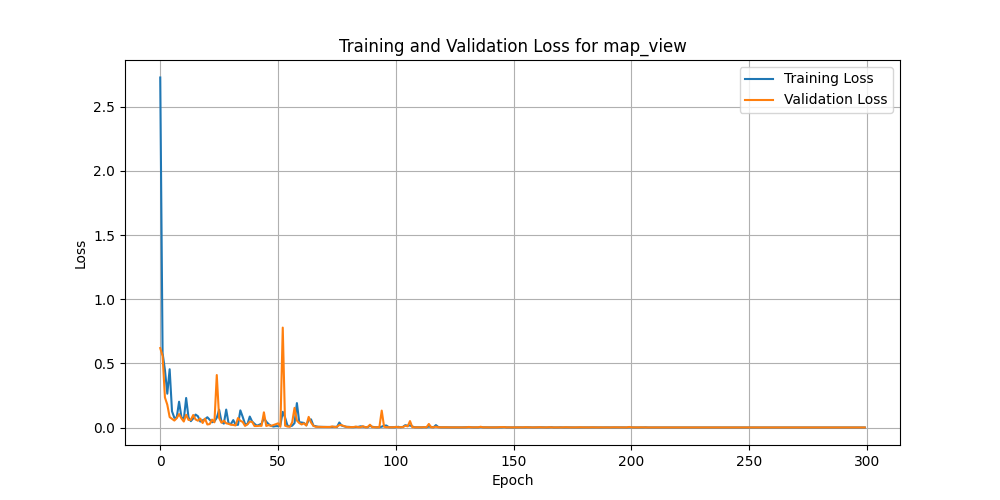 Training and Validation Loss for map_view
Training Loss
Validation Loss
2.5
2.0
1.5
1.0
0.5
0.0
Loss
0 50 100 150 200 250 300
Epoch